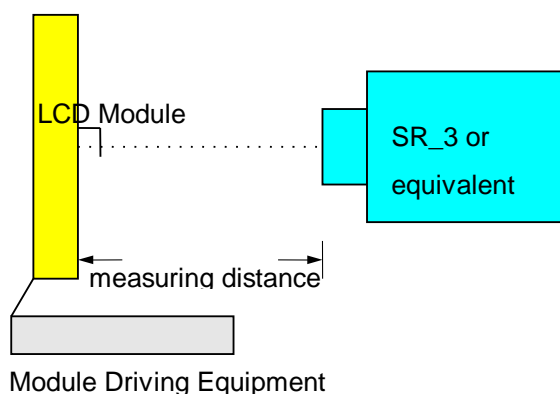 LCD Module
SR_3 or
equivalent
measuring distance
Module Driving Equipment